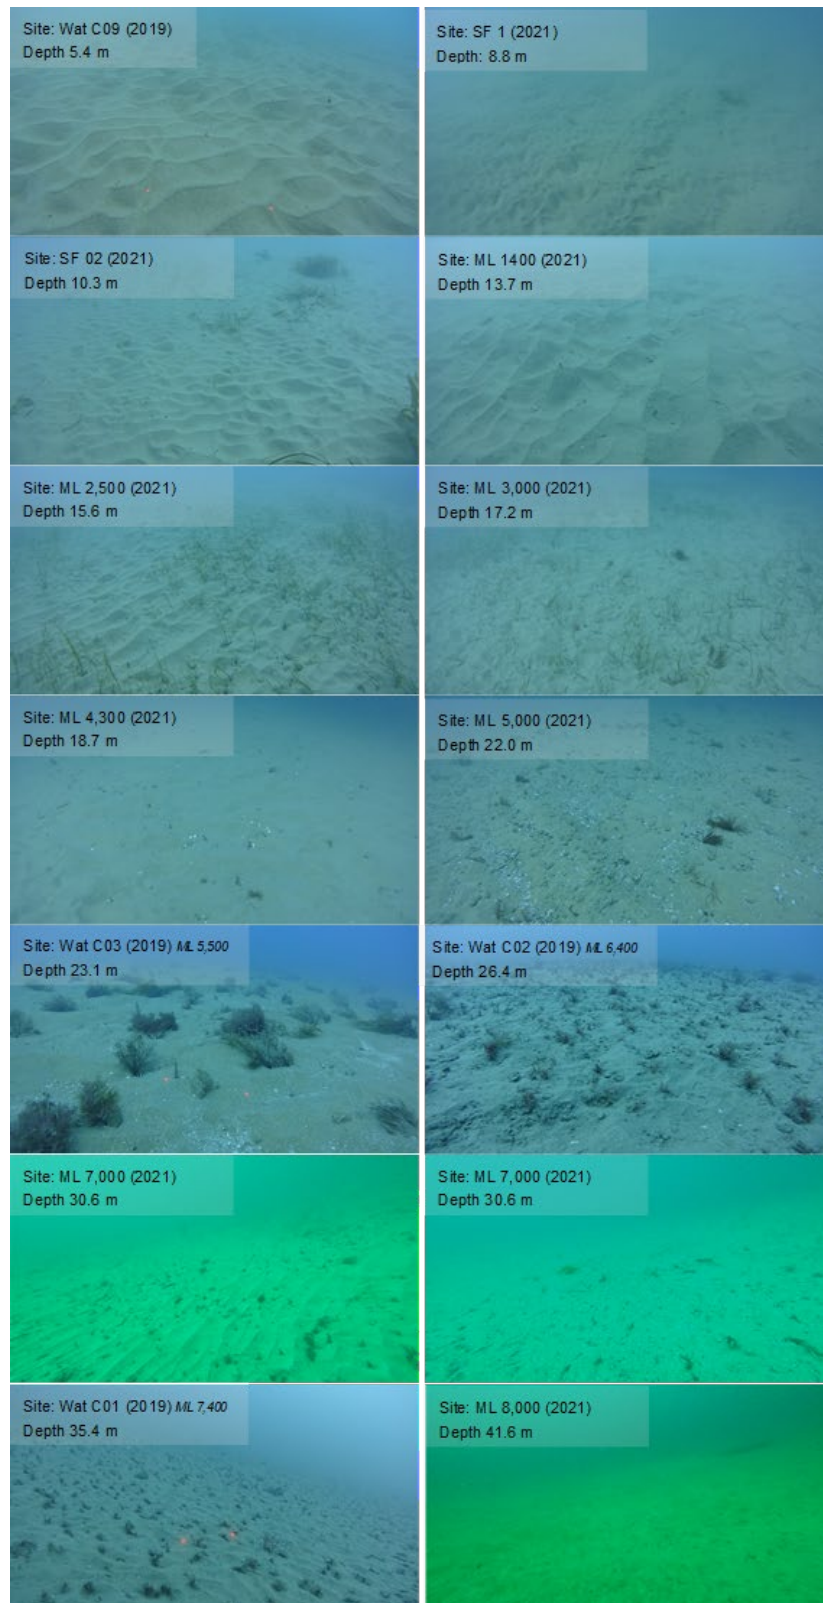 Site: Wat C09 (2019)
Depth 5.4 m
Site: SF 1 (2021)
Depth: 8.8 m
Site: SF 02 (2021)
Depth 10.3 m
Site: ML 1400 (2021)
Depth 13.7 m
Site: ML 2,500 (2021)
Depth 15.6 m
Site: ML 3,000 (2021)
Depth 17.2 m
Site: ML 4,300 (2021)
Depth 18.7 m
Site: ML 5,000 (2021)
Depth 22.0 m
Site: Wat C03 (2019) ML 5,500
Depth 23.1 m
Site: Wat C02 (2019) ML 6,400
Depth 26.4 m
Site: ML 7,000 (2021)
Depth 30.6 m
Site: ML 7,000 (2021)
Depth 30.6 m
Site: Wat C01 (2019) ML 7,400
Depth 35.4 m
Site: ML 8,000 (2021)
Depth 41.6 m